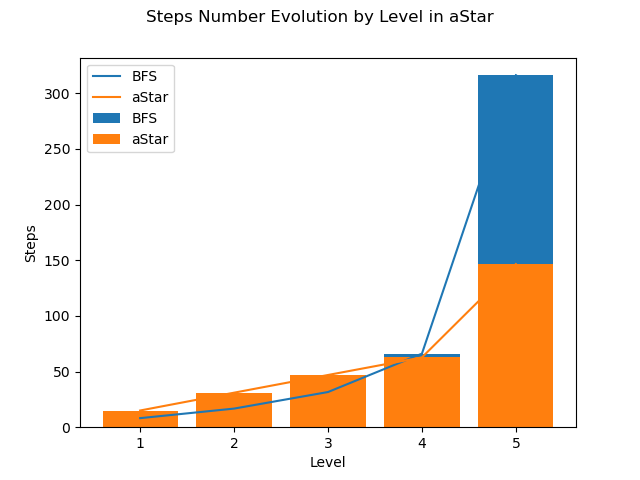 Steps Number Evolution by Level in aStar
BFS
aStar
BFS
aStar
300
250
200
150
100
50
0
Steps
1 2 3 4 5
Level